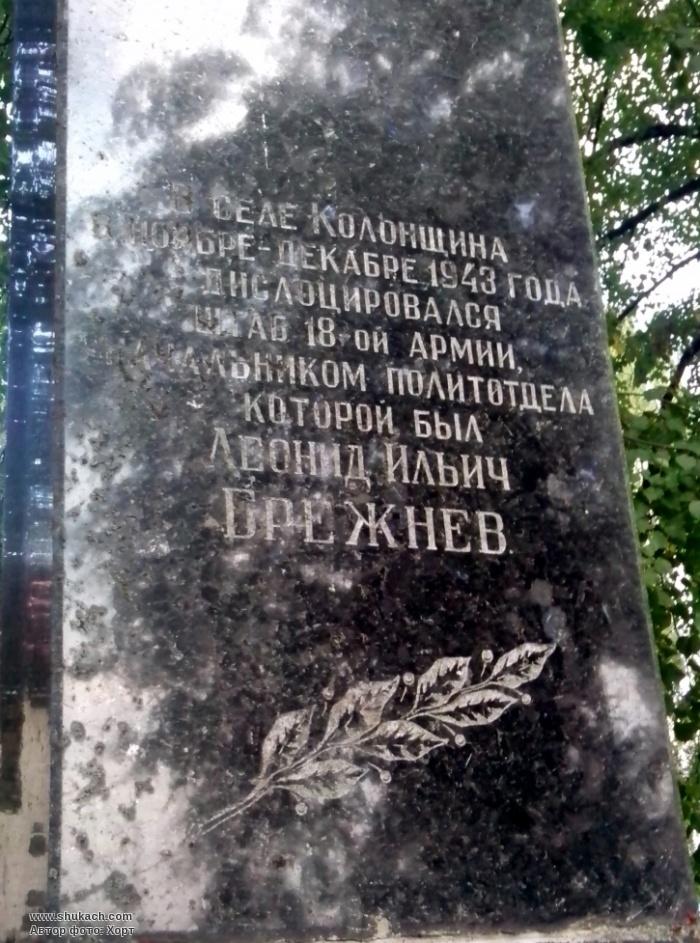 В СЕЛЕ КОЛОНЩИНА
В НОЯБРЕ-ДЕКАБРЕ 1943 ГОДА
ДИСЛОЦИРОВАЛСЯ
ШТАБ 18-ОЙ АРМИИ,
НАЧАЛЬНИКОМ ПОЛИТОТДЕЛА
КОТОРОЙ БЫЛ
ЛЕОНИД ИЛЬИЧ
БРЕЖНЕВ.
www.shukach.com
Автор фото: Хорт